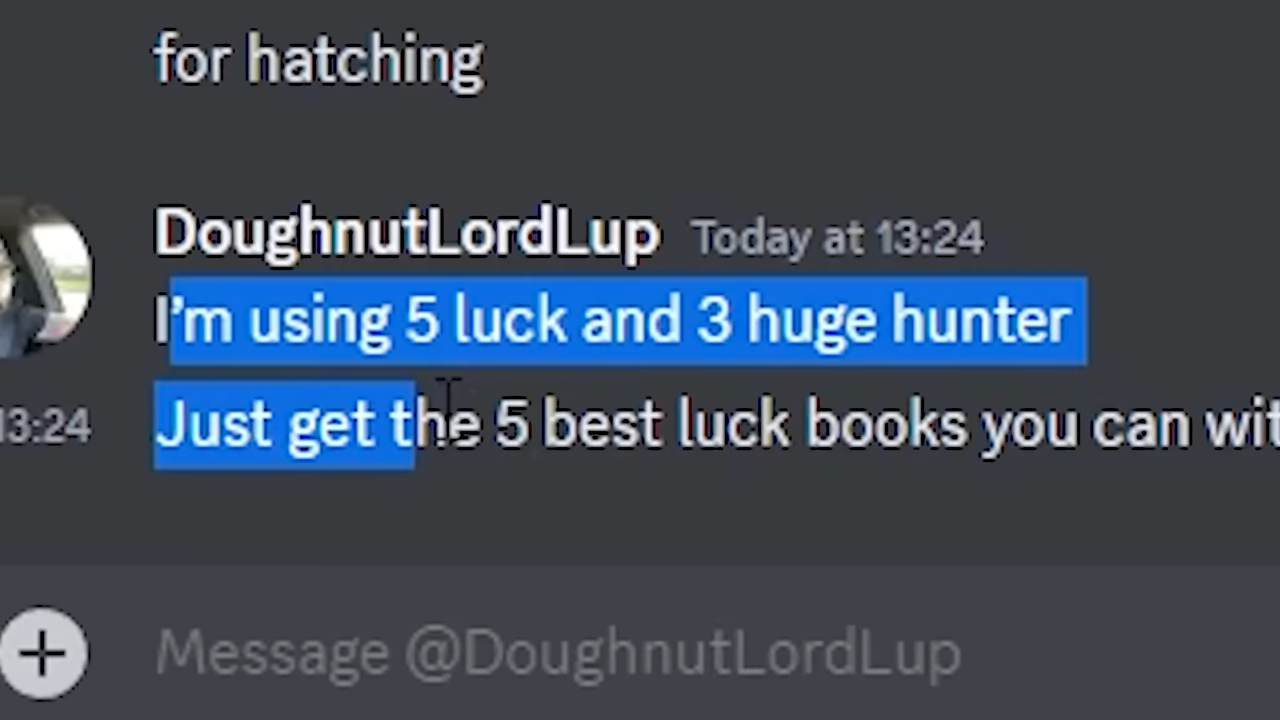 for hatching
DoughnutLordLup Today at 13:24
I'm using 5 luck and 3 huge hunter
13:24 Just get the 5 best luck books you can wit
Message @DoughnutLordLup